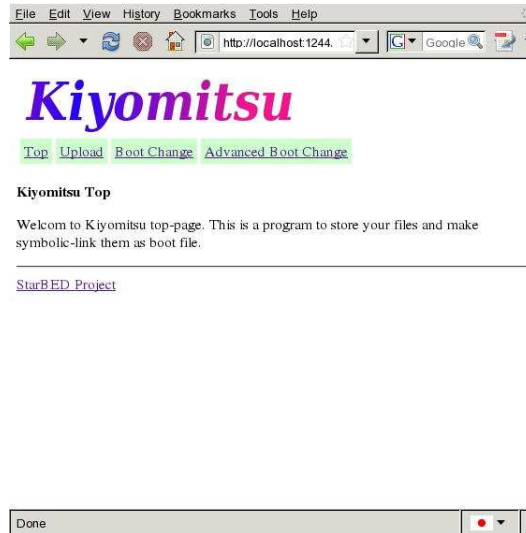 File Edit View History Bookmarks Tools Help
http://localhost:1244. G Google
Kiyomitsu
Top Upload Boot Change Advanced Boot Change
Kiyomitsu Top
Welcom to Kiyomitsu top-page. This is a program to store your files and make
symbolic-link them as boot file.
StarBED Project
Done